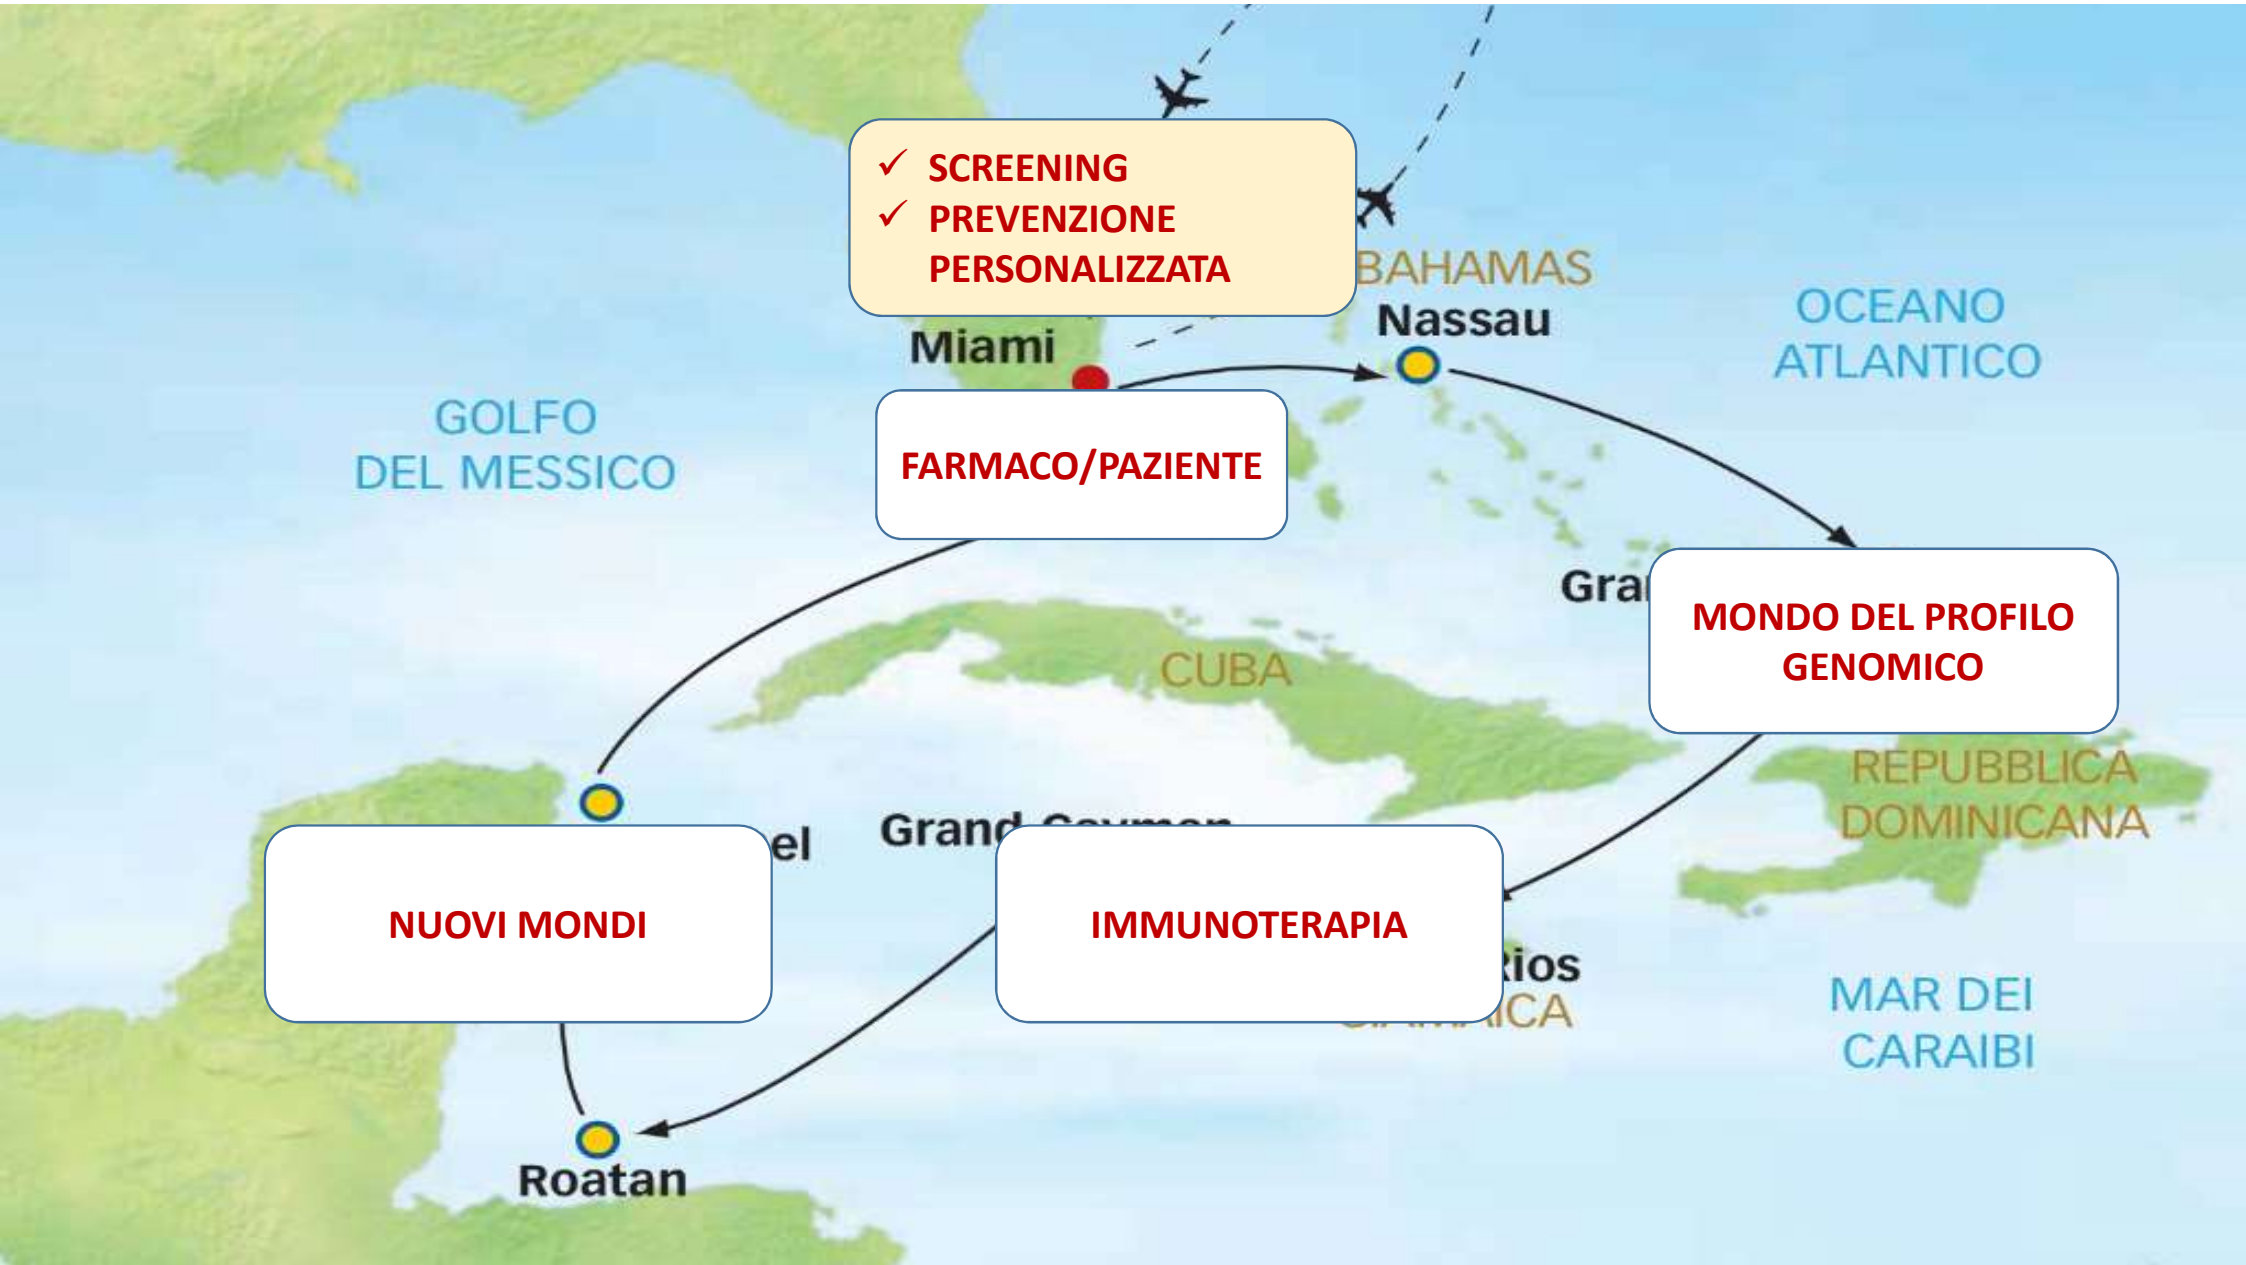 ✓ SCREENING
✓ PREVENZIONE
PERSONALIZZATA
BAHAMAS
Nassau
OCEANO
ATLANTICO
Miami
GOLFO
DEL MESSICO
FARMACO/PAZIENTE
MONDO DEL PROFILO
GENOMICO
CUBA
REPUBBLICA
DOMINICANA
Grand
NUOVI MONDI
IMMUNOTERAPIA
MAR DEI
CARAIBI
Roatan